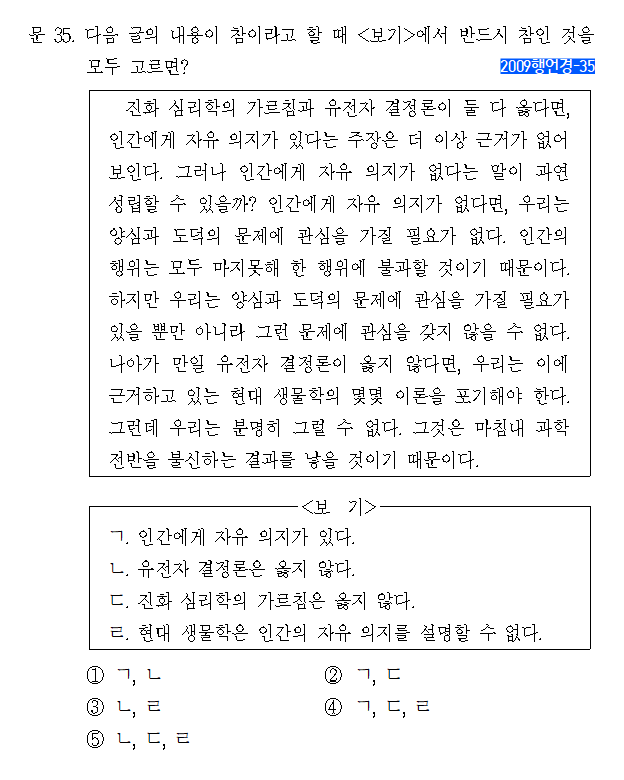 문 35. 다음 글의 내용이 참이라고 할 때 <보기>에서 반드시 참인 것을
모두 고르면?
2009행언경-35
진화 심리학의 가르침과 유전자 결정론이 둘 다 옳다면,
인간에게 자유 의지가 있다는 주장은 더 이상 근거가 없어
보인다. 그러나 인간에게 자유 의지가 없다는 말이 과연
성립할 수 있을까? 인간에게 자유 의지가 없다면, 우리는
양심과 도덕의 문제에 관심을 가질 필요가 없다. 인간의
행위는 모두 마지못해 한 행위에 불과할 것이기 때문이다.
하지만 우리는 양심과 도덕의 문제에 관심을 가질 필요가
있을 뿐만 아니라 그런 문제에 관심을 갖지 않을 수 없다.
나아가 만일 유전자 결정론이 옳지 않다면, 우리는 이에
근거하고 있는 현대 생물학의 몇몇 이론을 포기해야 한다.
그런데 우리는 분명히 그럴 수 없다. 그것은 마침내 과학
전반을 불신하는 결과를 낳을 것이기 때문이다.
<보 기>
ㄱ. 인간에게 자유 의지가 있다.
ㄴ. 유전자 결정론은 옳지 않다.
ㄷ. 진화 심리학의 가르침은 옳지 않다.
ㄹ. 현대 생물학은 인간의 자유 의지를 설명할 수 없다.
① ㄱ, ㄴ ② ㄱ, ㄷ
③ ㄴ, ㄹ ④ ㄱ, ㄷ, ㄹ
⑤ ㄴ, ㄷ, ㄹ